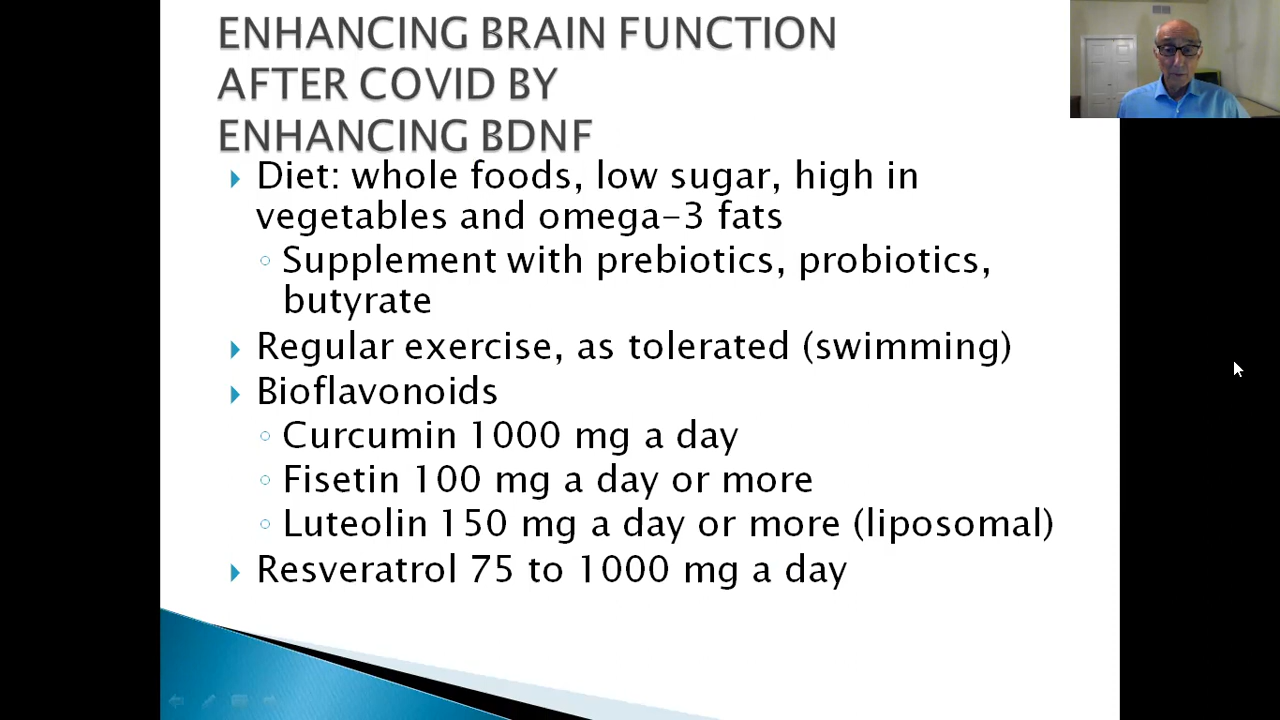 ENHANCING BRAIN FUNCTION
AFTER COVID BY
ENHANCING BDNF
Diet: whole foods, low sugar, high in
vegetables and omega-3 fats
Supplement with prebiotics, probiotics,
butyrate
Regular exercise, as tolerated (swimming)
Bioflavonoids
Curcumin 1000 mg a day
Fisetin 100 mg a day or more
Luteolin 150 mg a day or more (liposomal)
Resveratrol 75 to 1000 mg a day